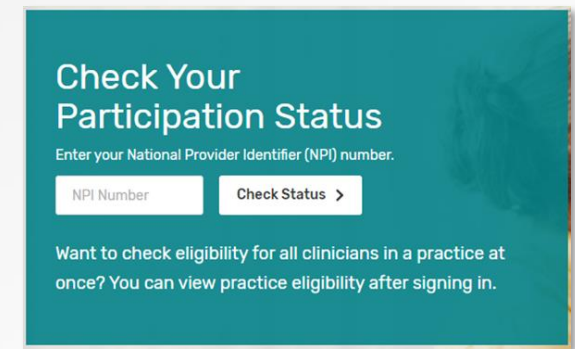 Check Your
Participation Status
Enter your National Provider Identifier (NPI) number.
NPI Number
Check Status
Want to check eligibility for all clinicians in a practice at
once? You can view practice eligibility after signing in.